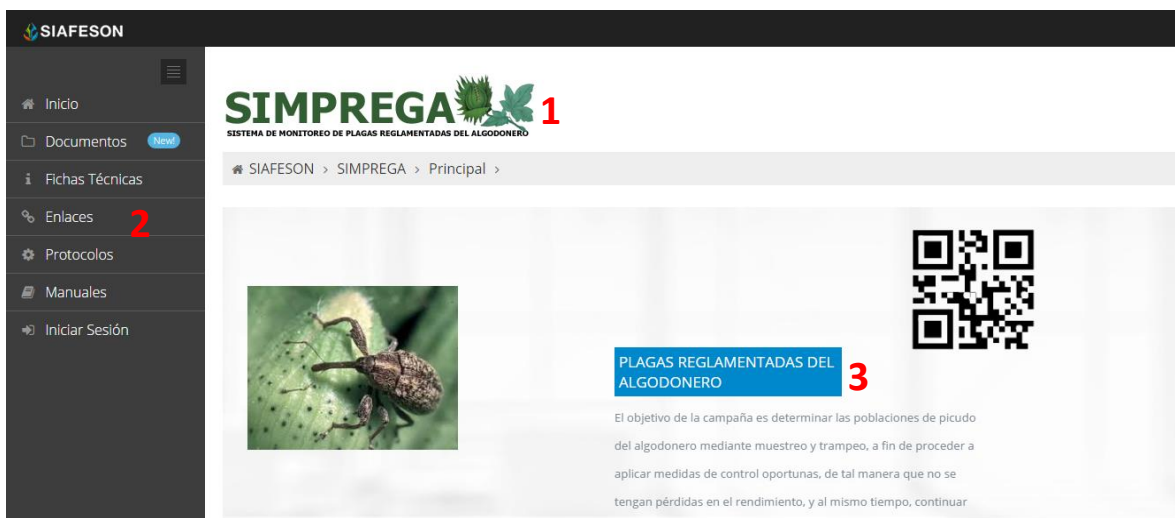 SIAFESON
Inicio
Documentos New!
Fichas Técnicas
Enlaces
2
Protocolos
Manuales
Iniciar Sesión
SIMPREGA
1
SISTEMA DE MONITOREO DE PLAGAS REGLAMENTADAS DEL ALGODONERO
SIAFESON > SIMPREGA > Principal >
PLAGAS REGLAMENTADAS DEL
ALGODONERO
3
El objetivo de la campaña es determinar las poblaciones de picudo
del algodonero mediante muestreo y trampeo, a fin de proceder a
aplicar medidas de control oportunas, de tal manera que no se
tengan pérdidas en el rendimiento, y al mismo tiempo, continuar